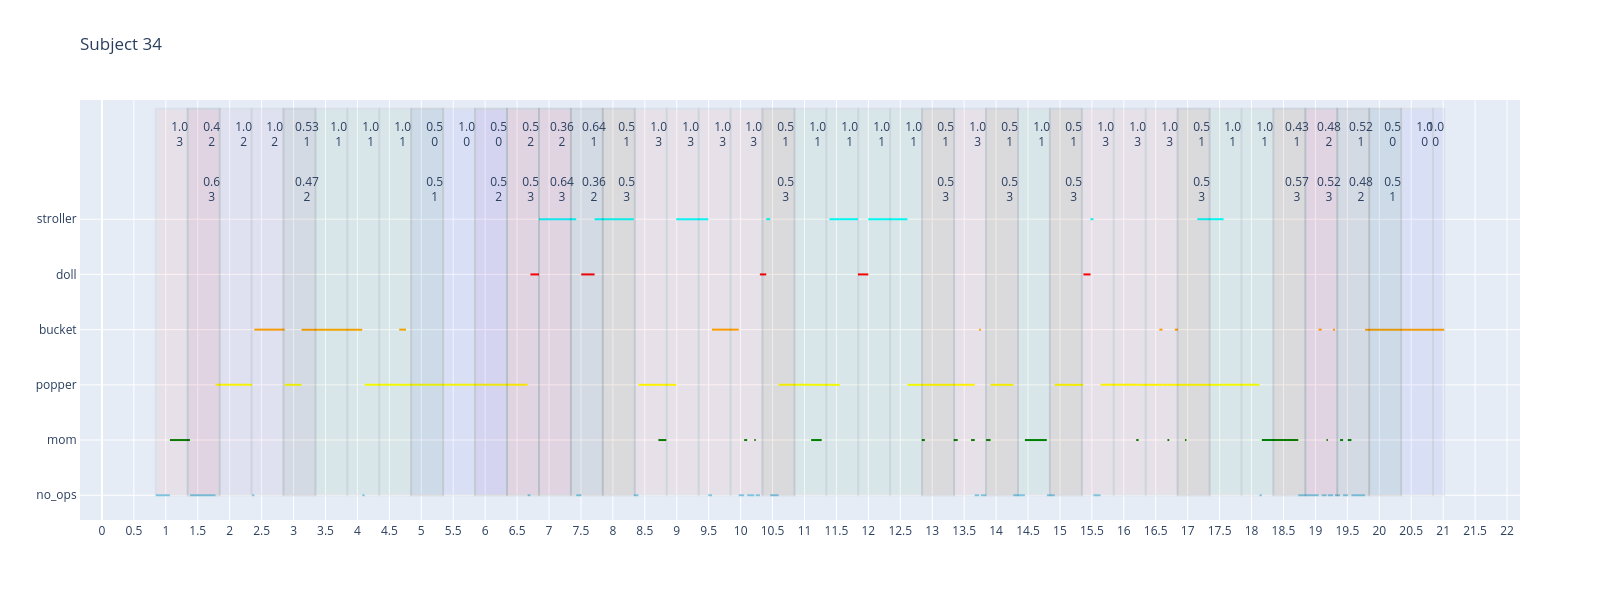 Subject 34
1.0 0.4 1.0 1.0 0.53 1.0 1.0 1.0 0.5 1.0 0.5 0.5 0.36 0.64 0.5 1.0 1.0 1.0 1.0 0.5 1.0 1.0 1.0 1.0 0.5 1.0 0.5 1.0 0.5 1.0 1.0 1.0 0.5 1.0 1.0 0.43 0.48 0.52 0.5 1.0 1.0
3 2 2 2 1 1 1 1 0 0 0 2 2 1 1 3 3 3 3 1 1 1 1 1 1 3 1 1 1 3 3 3 1 1 1 1 2 1 0 0 0
0.6 0.47 0.5 0.5 0.5 0.64 0.36 0.5 0.5 0.5 0.5 0.5 0.5 0.57 0.52 0.48 0.5
3 2 1 2 3 3 2 3 3 3 3 3 3 3 3 2 1
stroller
doll
bucket
popper
mom
no_ops
0 0.5 1 1.5 2 2.5 3 3.5 4 4.5 5 5.5 6 6.5 7 7.5 8 8.5 9 9.5 10 10.5 11 11.5 12 12.5 13 13.5 14 14.5 15 15.5 16 16.5 17 17.5 18 18.5 19 19.5 20 20.5 21 21.5 22